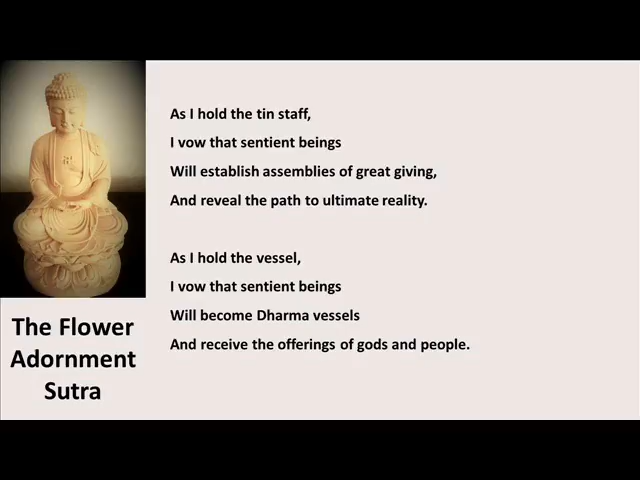 As I hold the tin staff,
I vow that sentient beings
Will establish assemblies of great giving,
And reveal the path to ultimate reality.
As I hold the vessel,
I vow that sentient beings
Will become Dharma vessels
And receive the offerings of gods and people.
The Flower
Adornment
Sutra